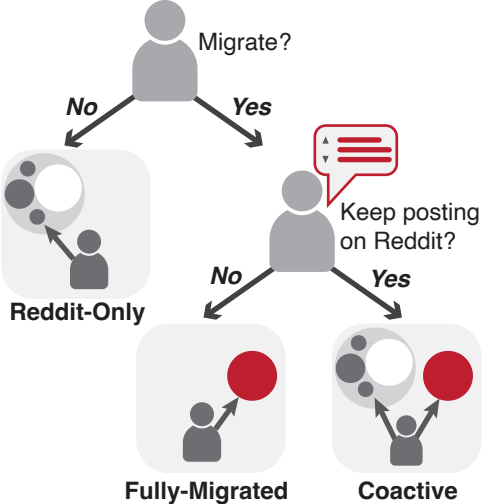 Migrate?
No
Yes
Keep posting
on Reddit?
Reddit-Only
No
Yes
Fully-Migrated
Coactive